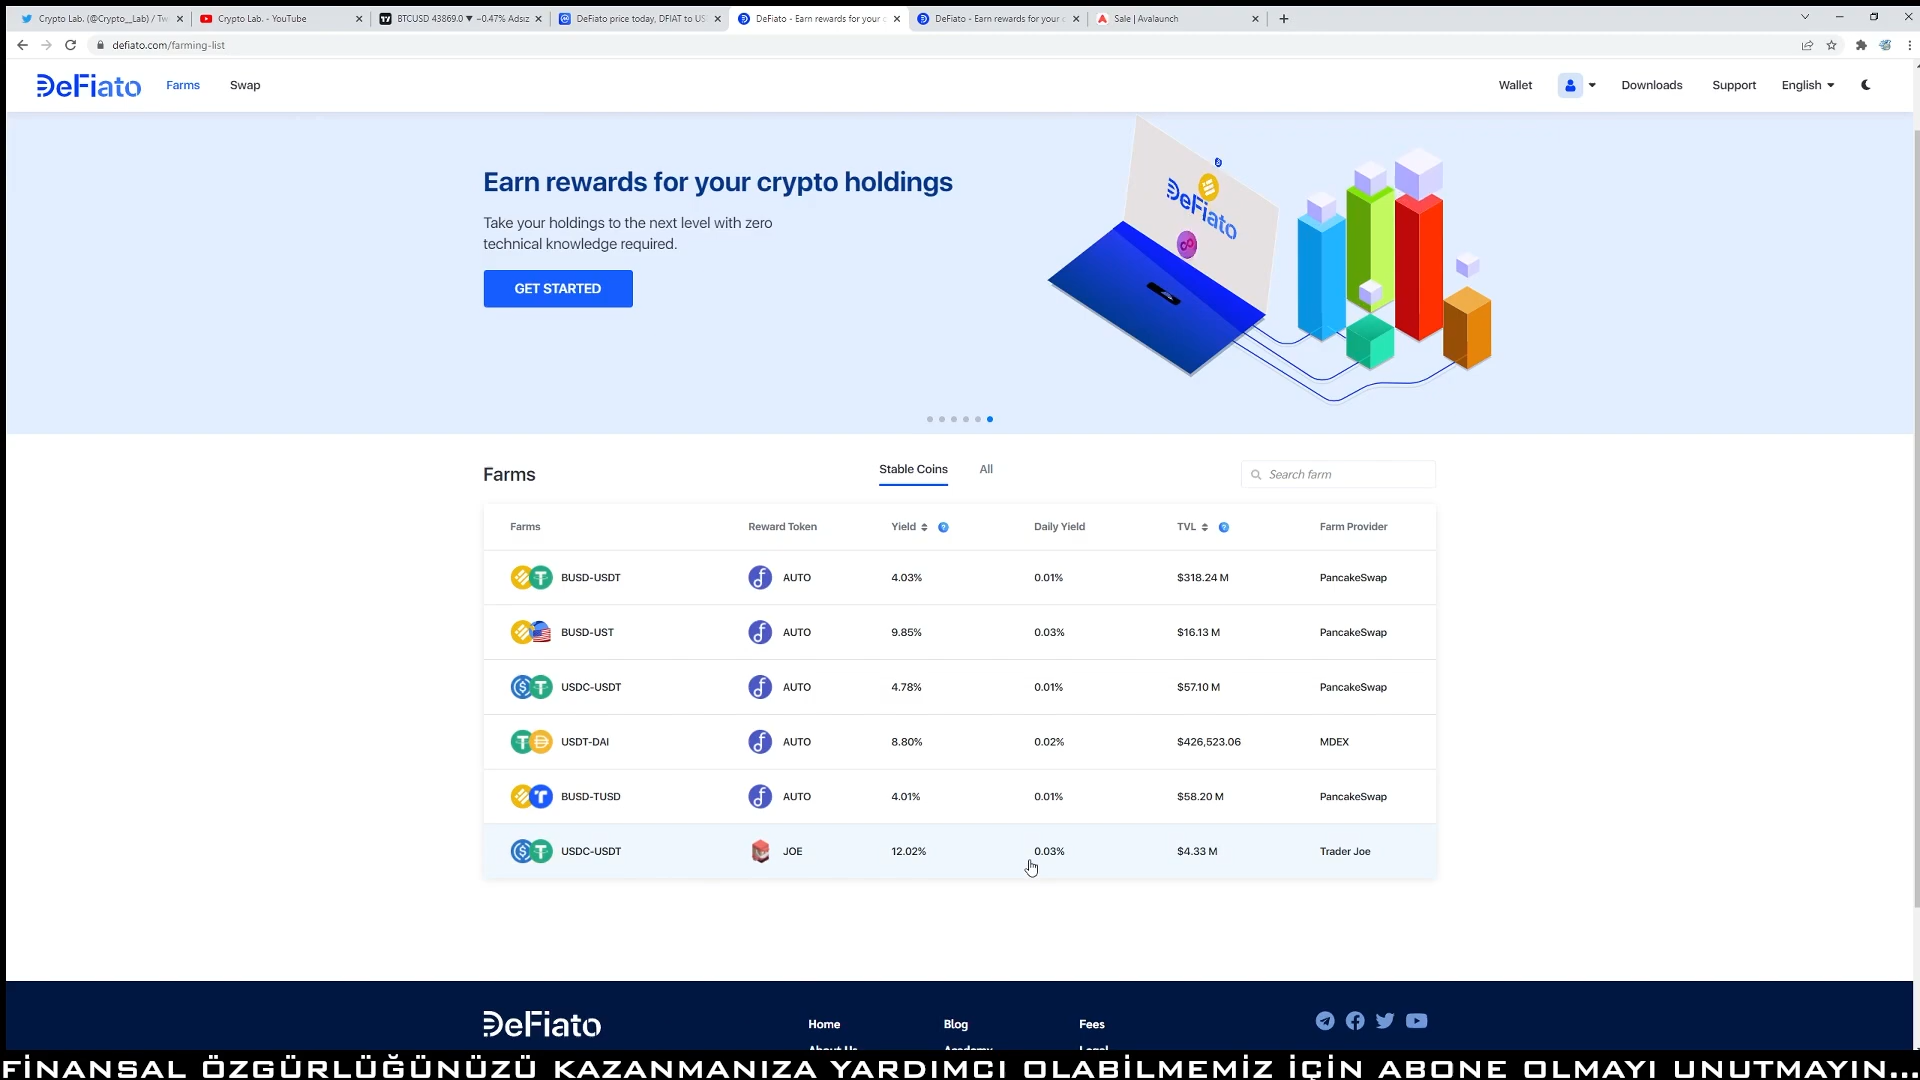 Crypto Lab. (@Crypto__Lab) / Tw
Crypto Lab. - YouTube
BTCUSD 43869.0 ▼ −0.47% Adsız
DeFiato price today, DFIAT to US
DeFiato - Earn rewards for your c
DeFiato - Earn rewards for your c
Sale | Avalaunch
defiato.com/farming-list
DeFiato
Farms
Swap
Wallet
Downloads
Support
English
Earn rewards for your crypto holdings
Take your holdings to the next level with zero
technical knowledge required.
GET STARTED
DeFiato
Farms
Stable Coins
All
Search farm
Farms Reward Token Yield Daily Yield TVL Farm Provider
BUSD-USDT AUTO 4.03% 0.01% $318.24 M PancakeSwap
BUSD-UST AUTO 9.85% 0.03% $16.13 M PancakeSwap
USDC-USDT AUTO 4.78% 0.01% $57.10 M PancakeSwap
USDT-DAI AUTO 8.80% 0.02% $426,523.06 MDEX
BUSD-TUSD AUTO 4.01% 0.01% $58.20 M PancakeSwap
USDC-USDT JOE 12.02% 0.03% $4.33 M Trader Joe
DeFiato
Home Blog Fees
About Us Academy Legal
FİNANSAL ÖZGÜRLÜĞÜNÜZÜ KAZANMANIZA YARDIMCI OLABİLMEMİZ İÇİN ABONE OLMAYI UNUTMAYIN...